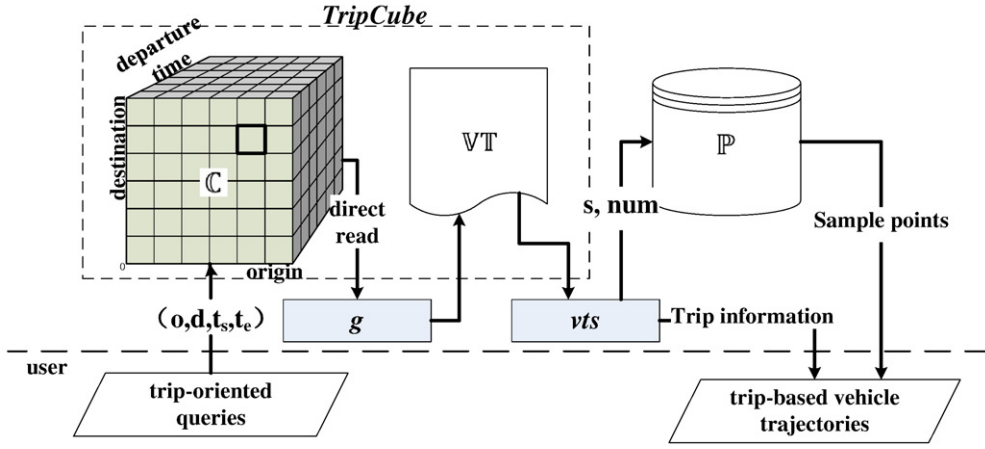 TripCube
departure
time
destination
ℂ
0
origin
𝕍𝕋
ℙ
direct
read
s, num
Sample points
(o,d,tₛ,tₑ)
g
vts
Trip information
user
trip-oriented
queries
trip-based vehicle
trajectories